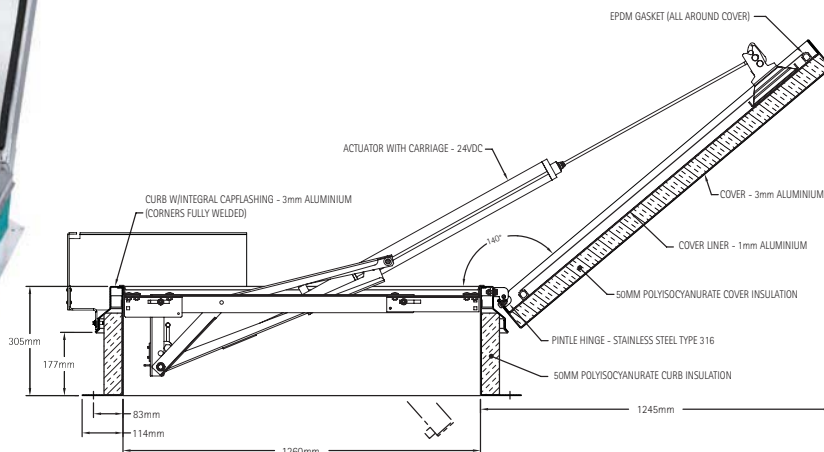 EPDM GASKET (ALL AROUND COVER)
ACTUATOR WITH CARRIAGE - 24VDC
CURB W/INTEGRAL CAPFLASHING - 3mm ALUMINIUM
(CORNERS FULLY WELDED)
COVER - 3mm ALUMINIUM
140°
COVER LINER - 1mm ALUMINIUM
50MM POLYISOCYANURATE COVER INSULATION
305mm
PINTLE HINGE - STAINLESS STEEL TYPE 316
177mm
50MM POLYISOCYANURATE CURB INSULATION
83mm
1245mm
114mm
1260mm